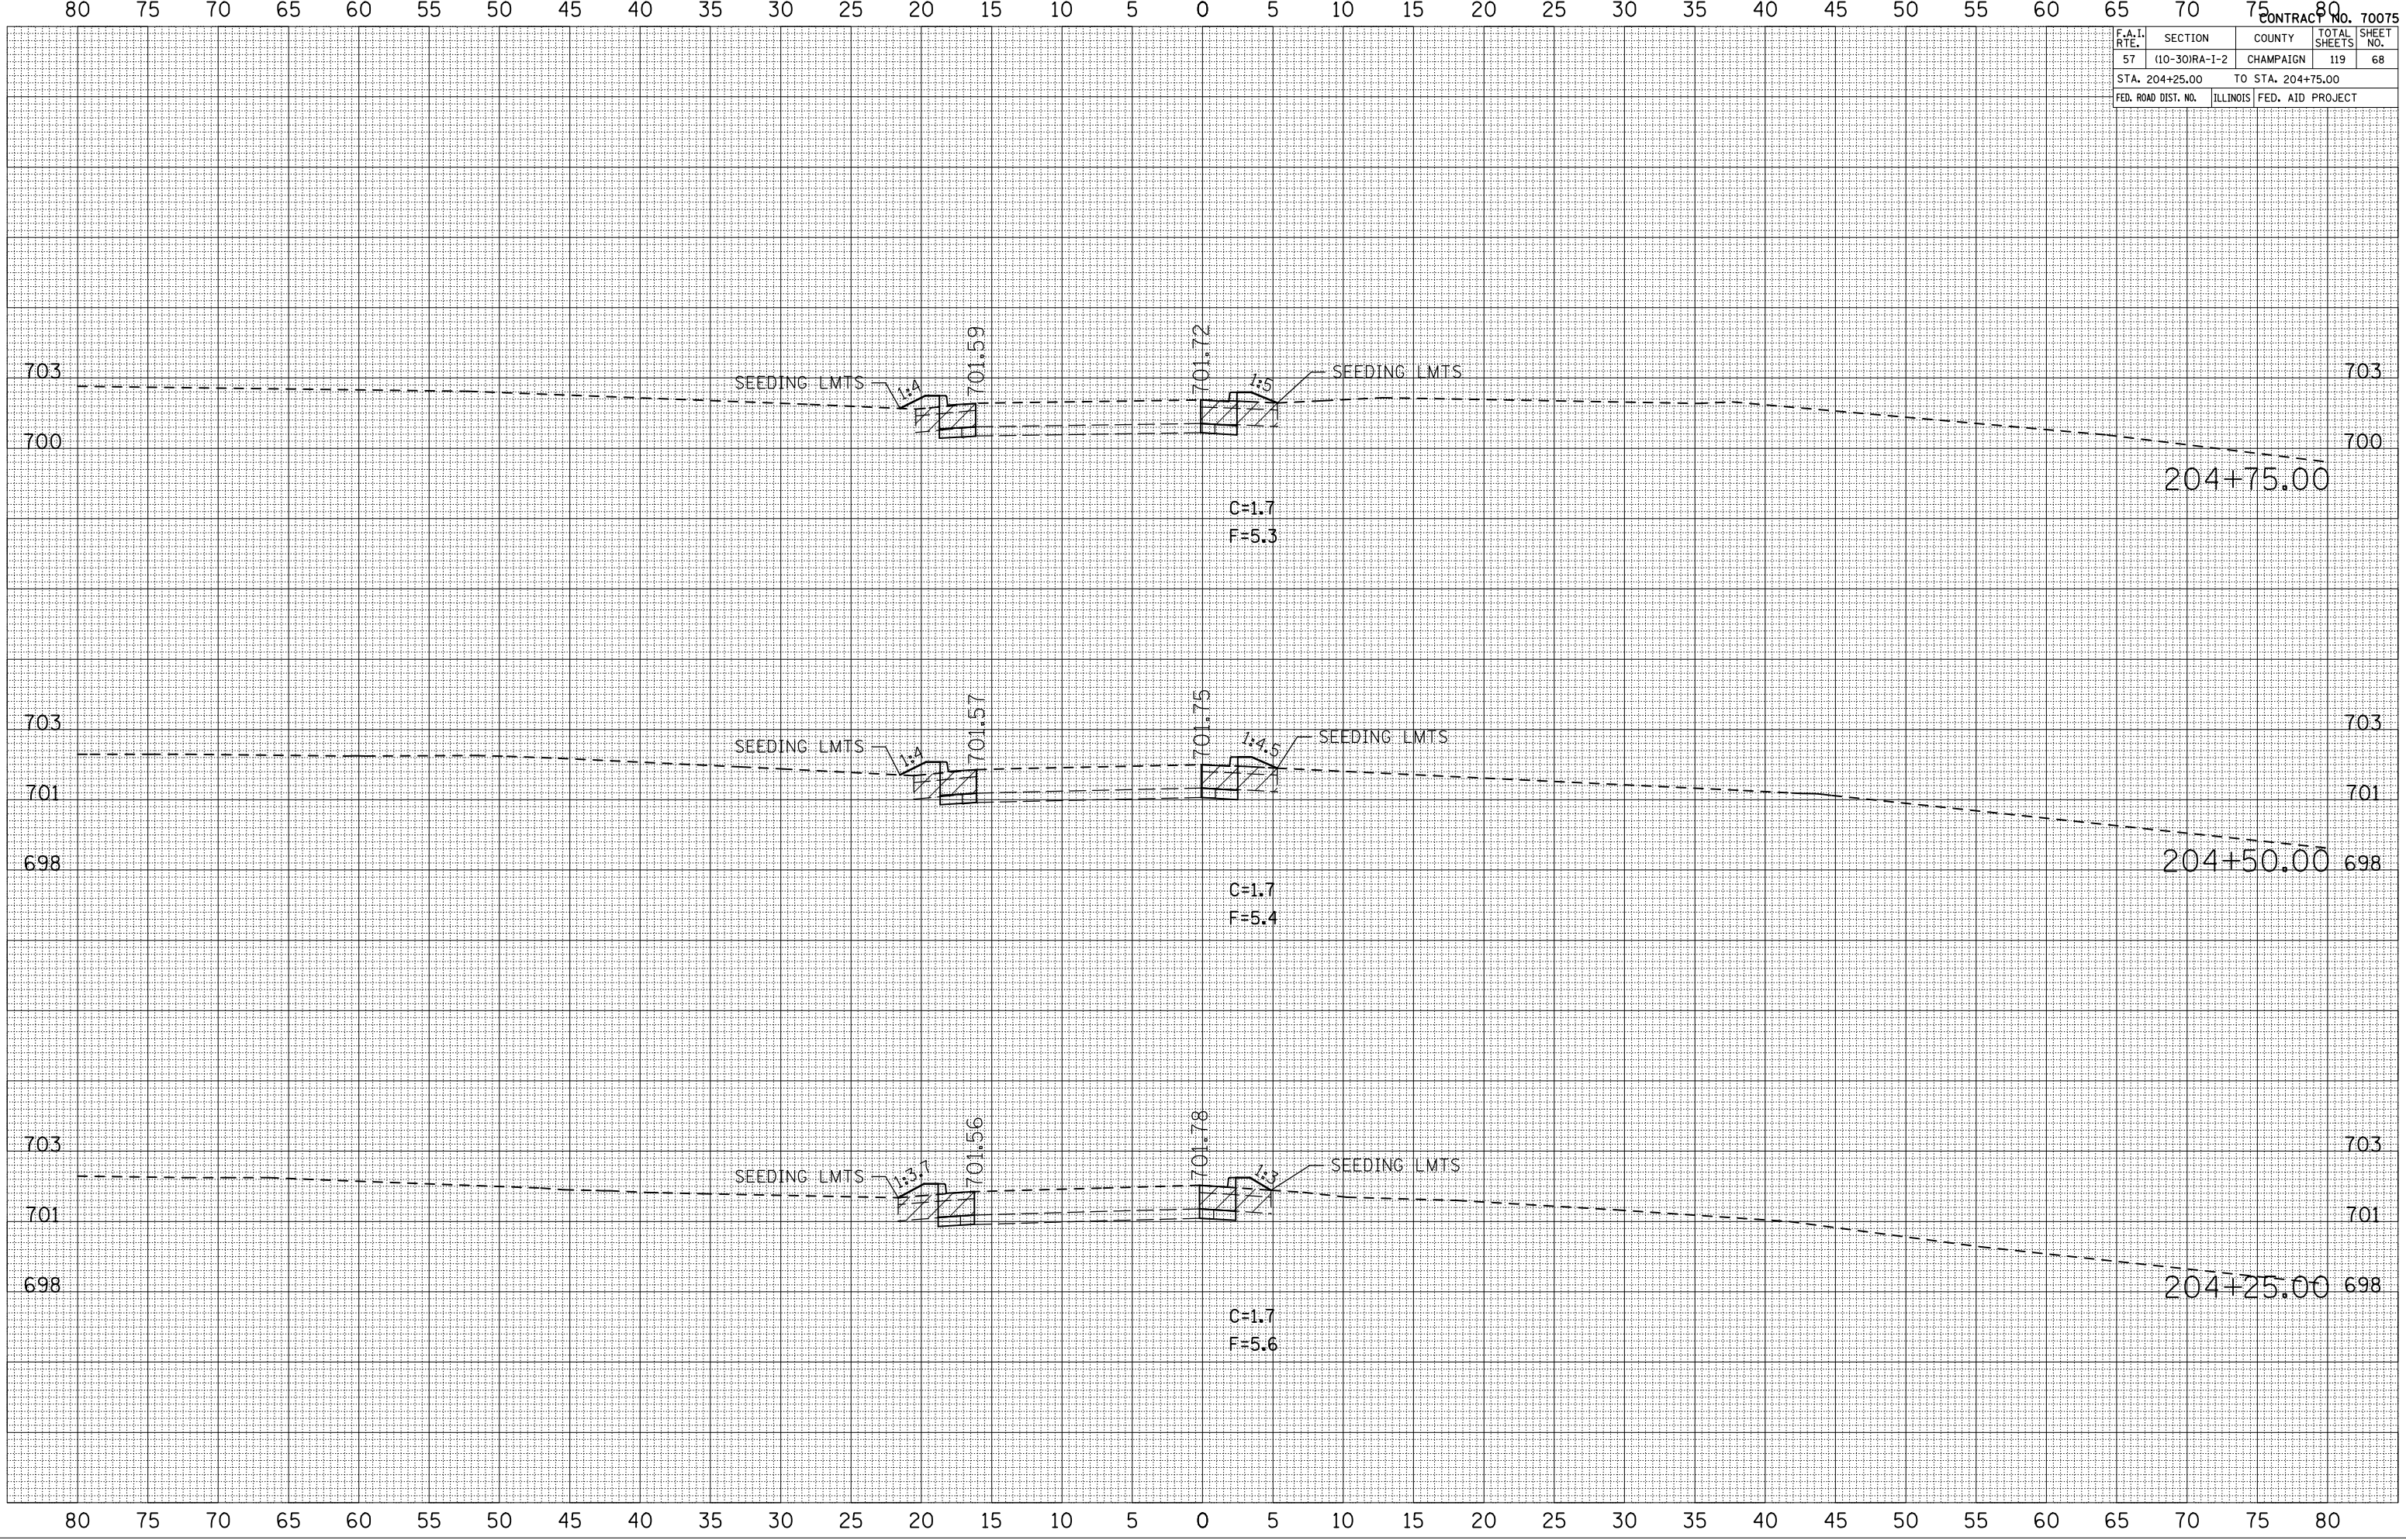 80 75 70 65 60 55 50 45 40 35 30 25 20 15 10 5 0 5 10 15 20 25 30 35 40 45 50 55 60 65 70 75 80
CONTRACT NO. 70075
F.A.I. RTE. SECTION COUNTY TOTAL SHEETS SHEET NO.
57 (10-30)RA-I-2 CHAMPAIGN 119 68
STA. 204+25.00 TO STA. 204+75.00
FED. ROAD DIST. NO. ILLINOIS FED. AID PROJECT
701.59 701.72
703 SEEDING LMTS 1:4 1:5 SEEDING LMTS 703
700 700
204+75.00
C=1.7
F=5.3
701.57 701.75
703 703
SEEDING LMTS 1:4 1:4.5 SEEDING LMTS
701 701
698 204+50.00 698
C=1.7
F=5.4
701.56 701.78
703 703
SEEDING LMTS 1:3.7 1:3 SEEDING LMTS
701 701
698 204+25.00 698
C=1.7
F=5.6
80 75 70 65 60 55 50 45 40 35 30 25 20 15 10 5 0 5 10 15 20 25 30 35 40 45 50 55 60 65 70 75 80